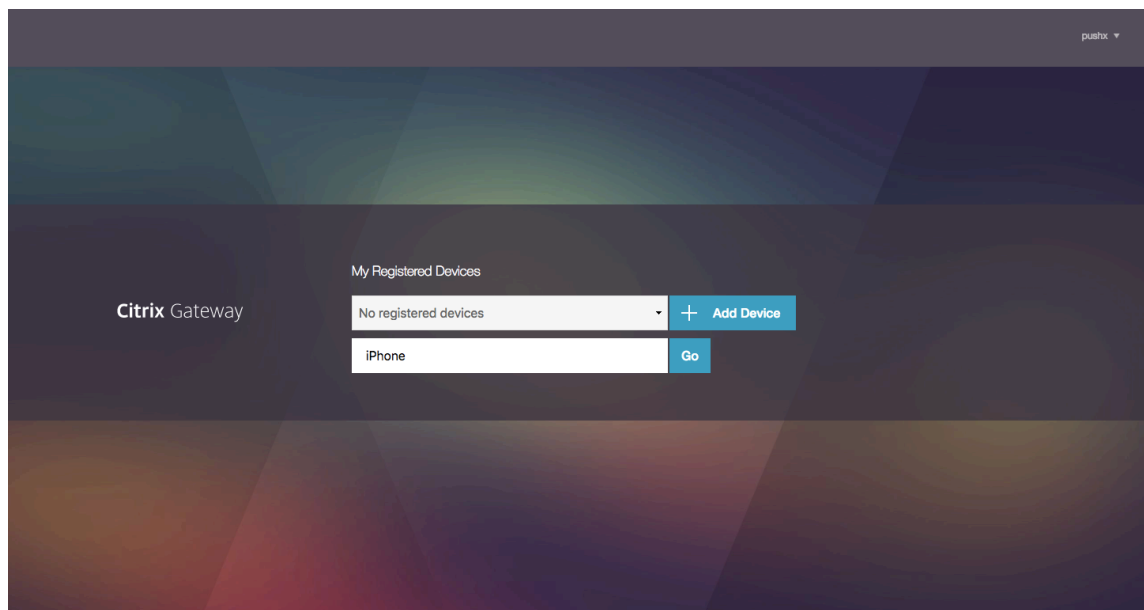 pushx
My Registered Devices
Citrix Gateway
No registered devices
Add Device
iPhone
Go